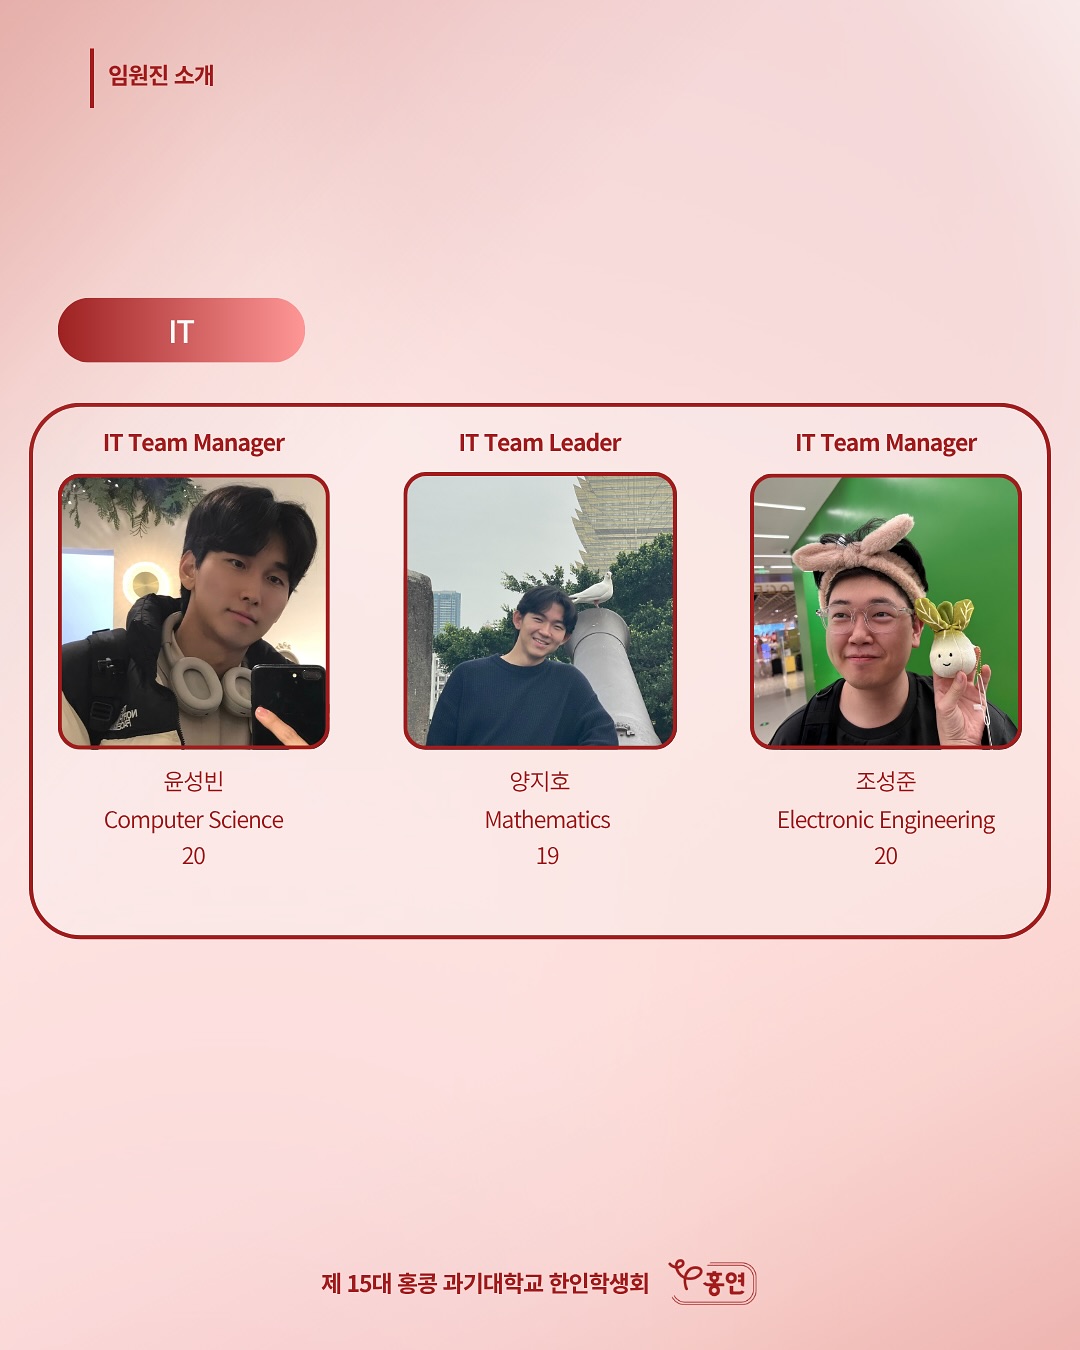 임원진 소개
IT
IT Team Manager
IT Team Leader
IT Team Manager
윤성빈
양지호
조성준
Computer Science
Mathematics
Electronic Engineering
20
19
20
제 15대 홍콩 과기대학교 한인학생회
홍연